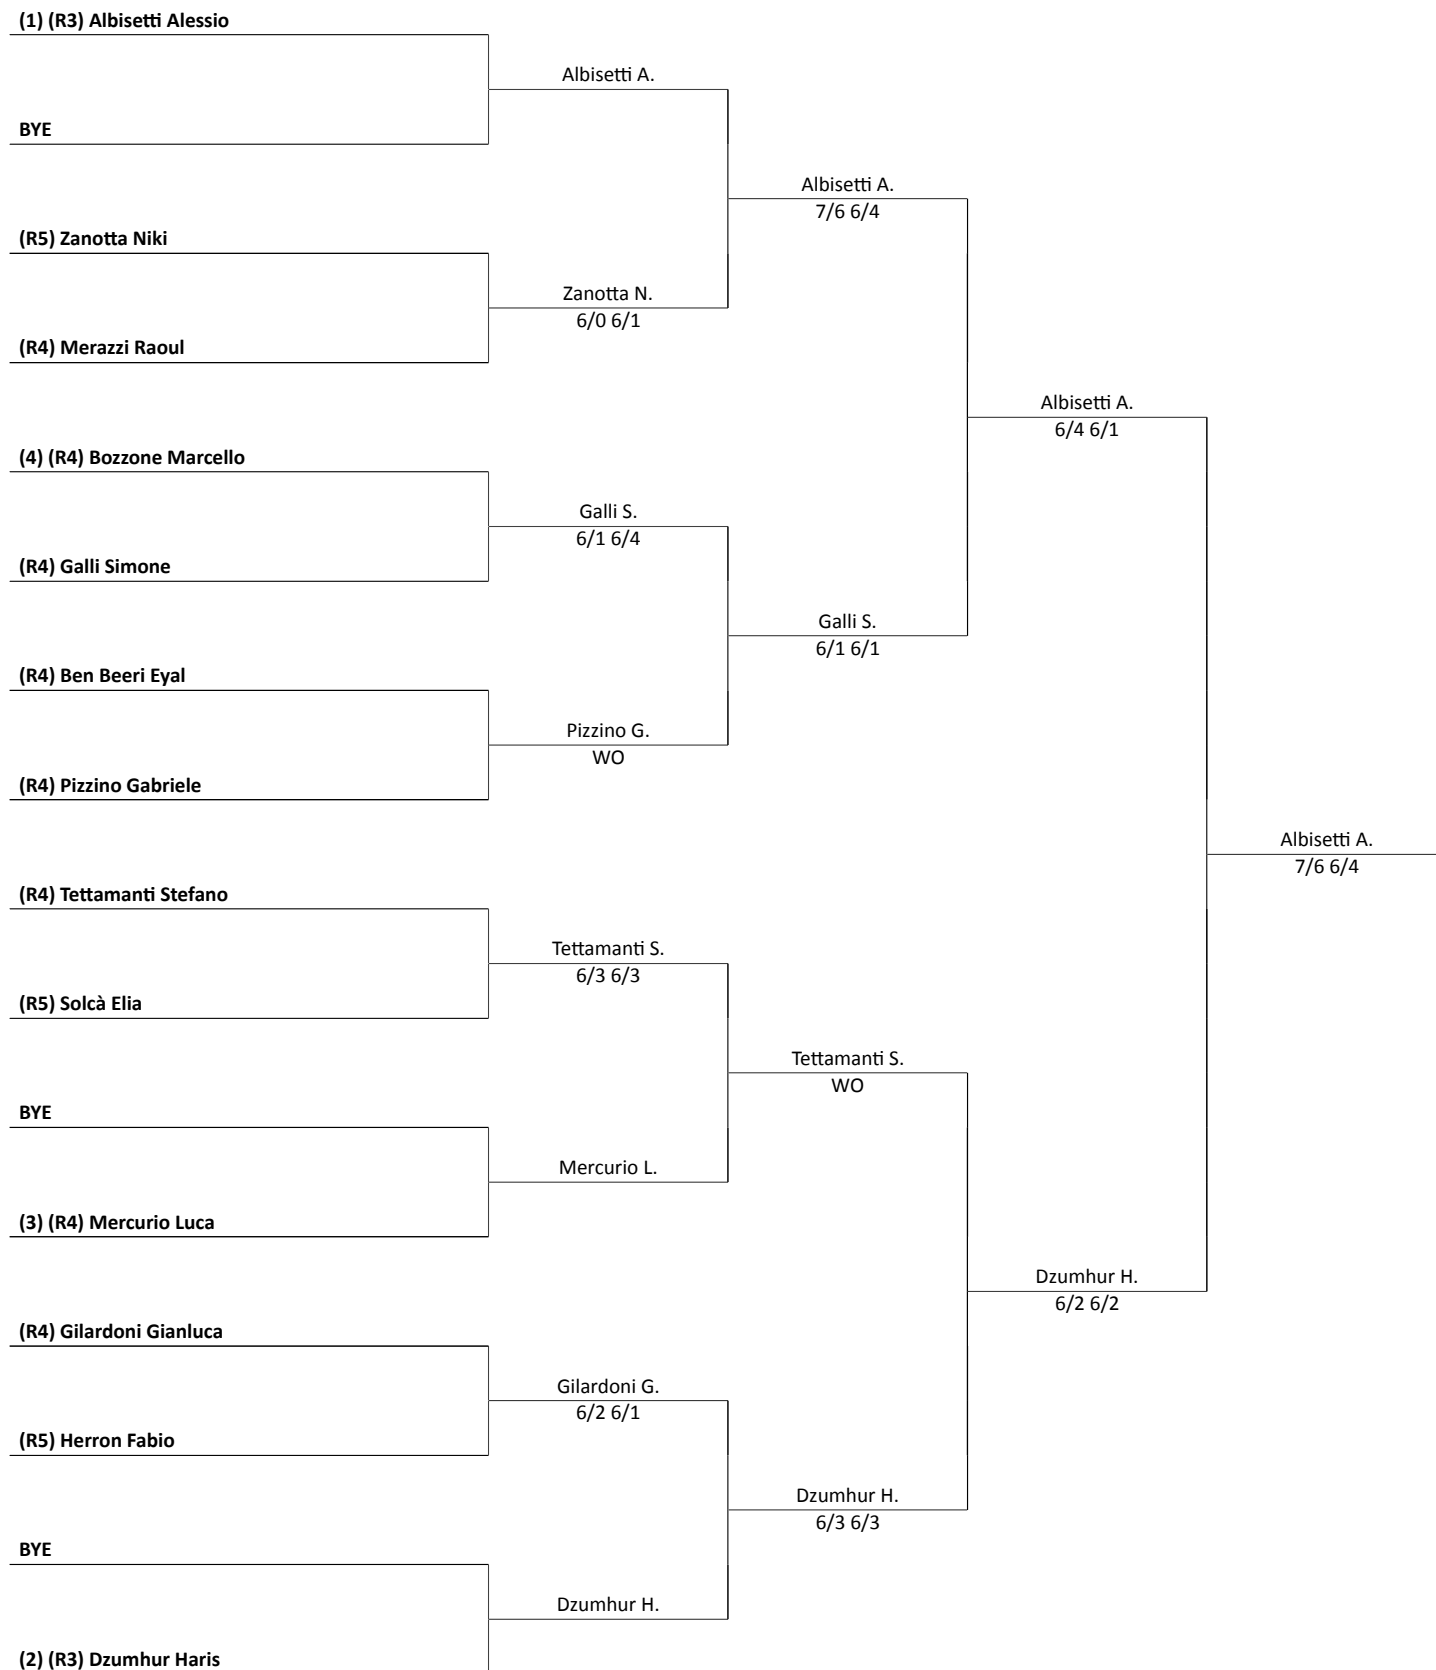 (1) (R3) Albisetti Alessio
Albisetti A.
BYE
Albisetti A.
7/6 6/4
(R5) Zanotta Niki
Zanotta N.
6/0 6/1
(R4) Merazzi Raoul
Albisetti A.
6/4 6/1
(4) (R4) Bozzone Marcello
Galli S.
6/1 6/4
(R4) Galli Simone
Galli S.
6/1 6/1
(R4) Ben Beeri Eyal
Pizzino G.
WO
(R4) Pizzino Gabriele
Albisetti A.
7/6 6/4
(R4) Tettamanti Stefano
Tettamanti S.
6/3 6/3
(R5) Solcà Elia
Tettamanti S.
WO
BYE
Mercurio L.
(3) (R4) Mercurio Luca
Dzumhur H.
6/2 6/2
(R4) Gilardoni Gianluca
Gilardoni G.
6/2 6/1
(R5) Herron Fabio
Dzumhur H.
6/3 6/3
BYE
Dzumhur H.
(2) (R3) Dzumhur Haris